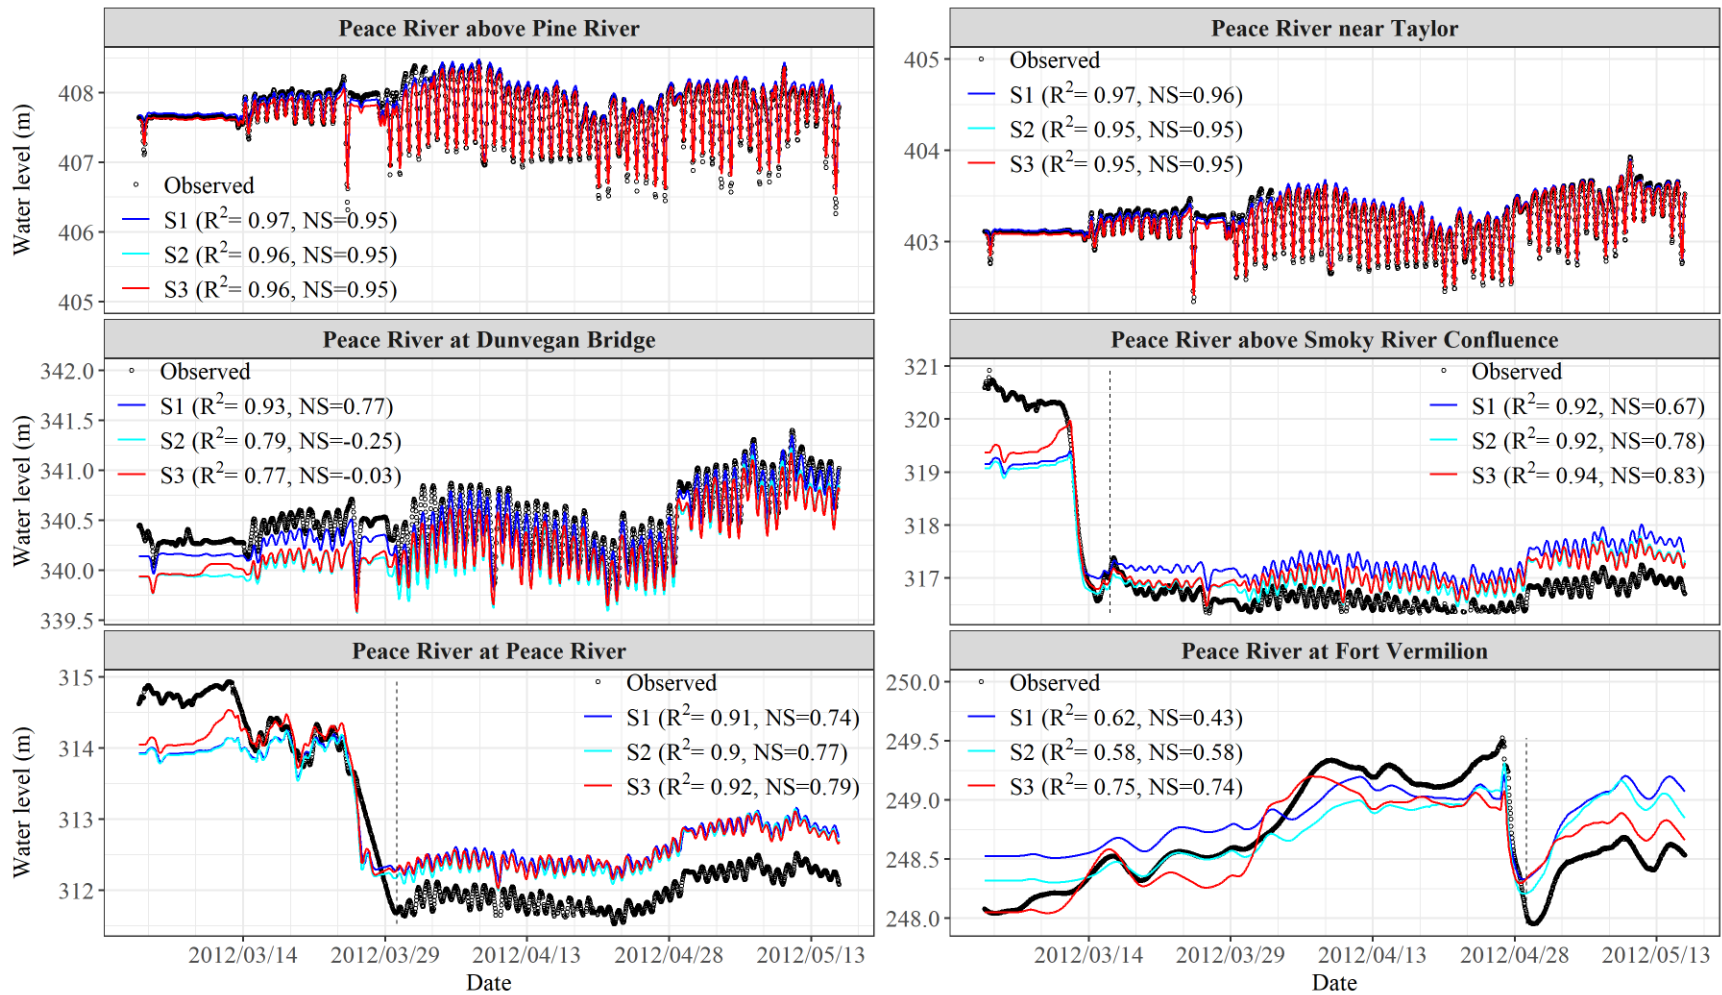 Peace River above Pine River
Water level (m)
408
407
406
405
Observed
S1 (R²= 0.97, NS=0.95)
S2 (R²= 0.96, NS=0.95)
S3 (R²= 0.96, NS=0.95)
Peace River near Taylor
405
404
403
Observed
S1 (R²= 0.97, NS=0.96)
S2 (R²= 0.95, NS=0.95)
S3 (R²= 0.95, NS=0.95)
Peace River at Dunvegan Bridge
Water level (m)
342.0
341.5
341.0
340.5
340.0
339.5
Observed
S1 (R²= 0.93, NS=0.77)
S2 (R²= 0.79, NS=-0.25)
S3 (R²= 0.77, NS=-0.03)
Peace River above Smoky River Confluence
321
320
319
318
317
Observed
S1 (R²= 0.92, NS=0.67)
S2 (R²= 0.92, NS=0.78)
S3 (R²= 0.94, NS=0.83)
Peace River at Peace River
Water level (m)
315
314
313
312
Observed
S1 (R²= 0.91, NS=0.74)
S2 (R²= 0.9, NS=0.77)
S3 (R²= 0.92, NS=0.79)
2012/03/14 2012/03/29 2012/04/13 2012/04/28 2012/05/13
Date
Peace River at Fort Vermilion
250.0
249.5
249.0
248.5
248.0
Observed
S1 (R²= 0.62, NS=0.43)
S2 (R²= 0.58, NS=0.58)
S3 (R²= 0.75, NS=0.74)
2012/03/14 2012/03/29 2012/04/13 2012/04/28 2012/05/13
Date